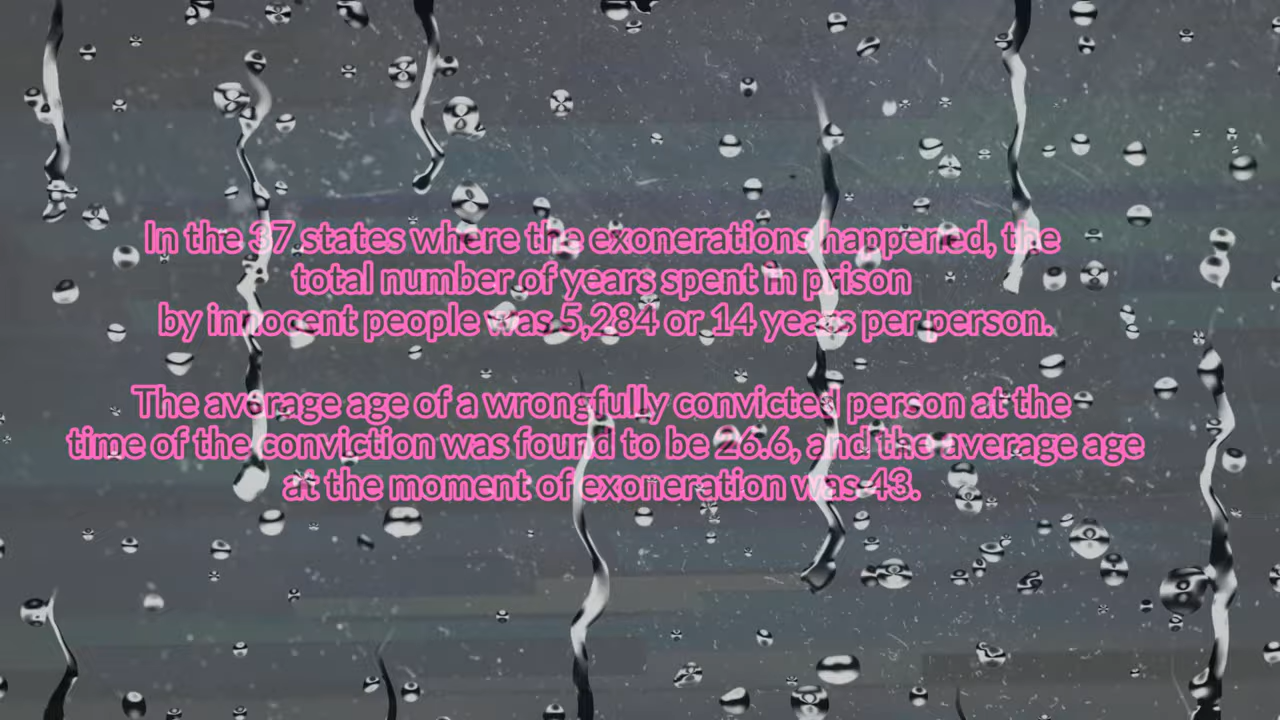 In the 37 states where the exonerations happened, the
total number of years spent in prison
by innocent people was 5,284 or 14 years per person.
The average age of a wrongfully convicted person at the
time of the conviction was found to be 26.6, and the average age
at the moment of exoneration was 43.